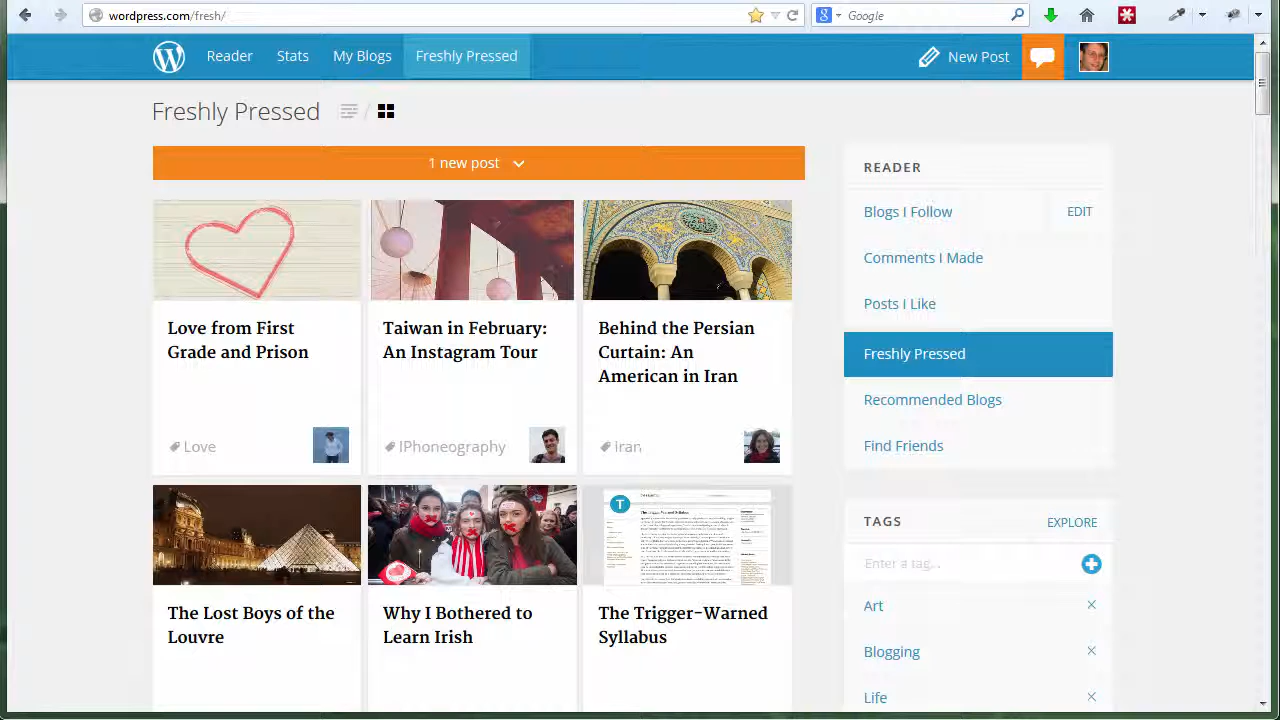 wordpress.com/fresh/
Google
Reader
Stats
My Blogs
Freshly Pressed
New Post
Freshly Pressed
1 new post
READER
Blogs I Follow
EDIT
Comments I Made
Posts I Like
Freshly Pressed
Recommended Blogs
Find Friends
Love from First
Grade and Prison
Love
Taiwan in February:
An Instagram Tour
IPhoneography
Behind the Persian
Curtain: An
American in Iran
Iran
The Lost Boys of the
Louvre
Why I Bothered to
Learn Irish
T
The Trigger-Warned
Syllabus
TAGS
EXPLORE
Enter a tag...
Art
Blogging
Life